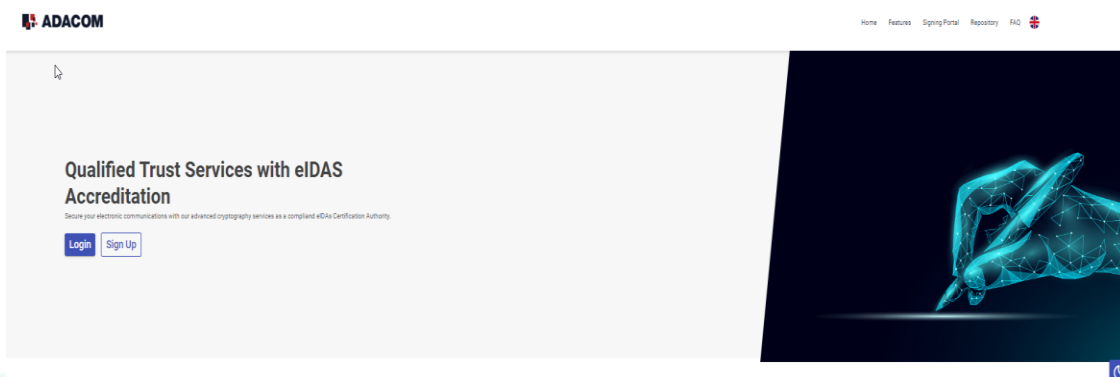 ADACOM
Home Features Signing Portal Repository FAQ
Qualified Trust Services with eIDAS
Accreditation
Secure your electronic communications with our advanced cryptography services as a compliand eIDAs Certification Authority.
Login Sign Up